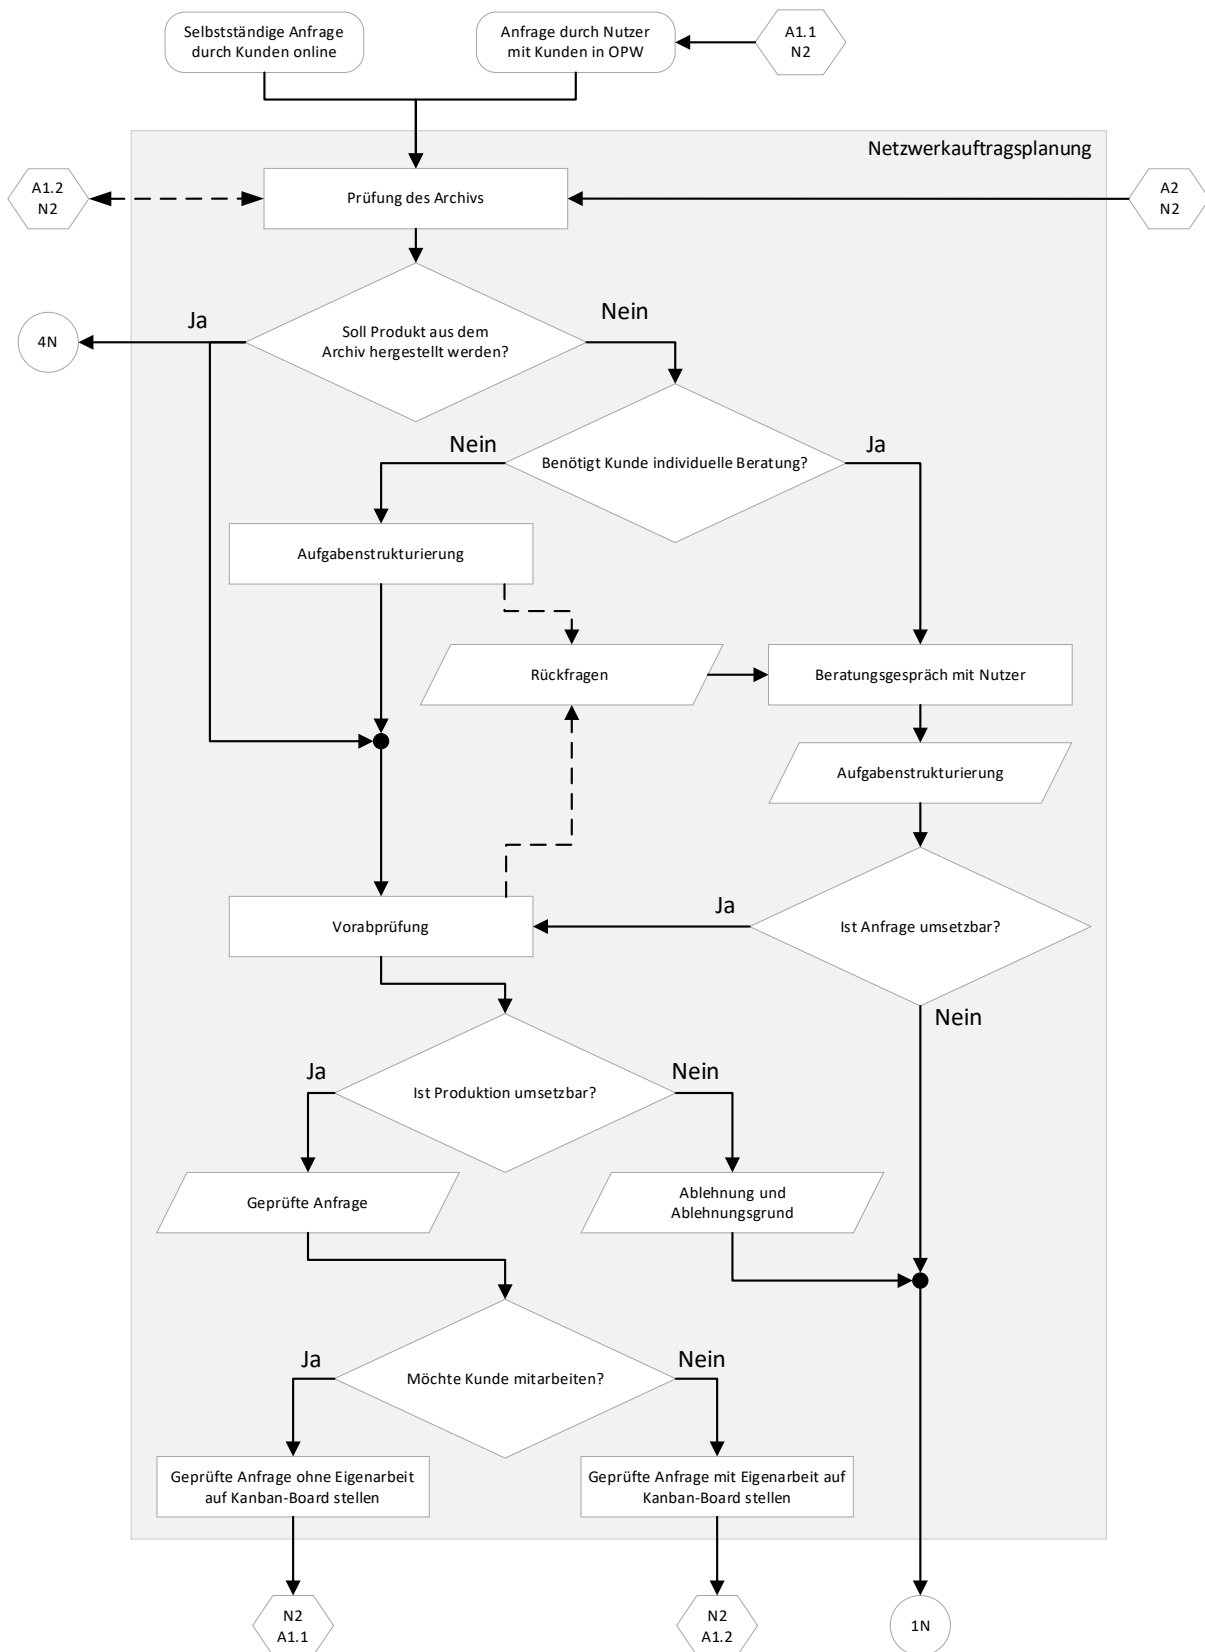 Selbstständige Anfrage
durch Kunden online
Anfrage durch Nutzer
mit Kunden in OPW
A1.1
N2
Netzwerkauftragsplanung
A1.2
N2
Prüfung des Archivs
A2
N2
Ja
Nein
4N
Soll Produkt aus dem
Archiv hergestellt werden?
Nein
Ja
Benötigt Kunde individuelle Beratung?
Aufgabenstrukturierung
Rückfragen
Beratungsgespräch mit Nutzer
Aufgabenstrukturierung
Vorabprüfung
Ja
Ist Anfrage umsetzbar?
Nein
Ja
Nein
Ist Produktion umsetzbar?
Geprüfte Anfrage
Ablehnung und
Ablehnungsgrund
Ja
Nein
Möchte Kunde mitarbeiten?
Geprüfte Anfrage ohne Eigenarbeit
auf Kanban-Board stellen
Geprüfte Anfrage mit Eigenarbeit auf
Kanban-Board stellen
N2
A1.1
N2
A1.2
1N